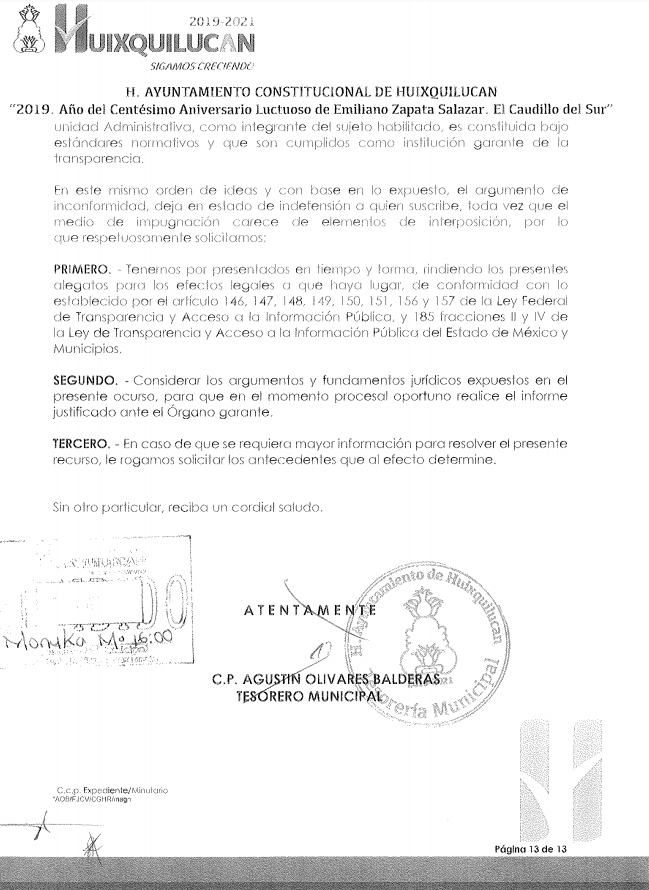 2019-2021
HUIXQUILUCAN
SIGAMOS CRECIENDO
H. AYUNTAMIENTO CONSTITUCIONAL DE HUIXQUILUCAN
"2019. Año del Centésimo Aniversario Luctuoso de Emiliano Zapata Salazar. El Caudillo del Sur"
unidad Administrativa, como integrante del sujeto habilitado, es constituida bajo
estándares normativos y que son cumplidos como institución garante de la
transparencia.
En este mismo orden de ideas y con base en lo expuesto, el argumento de
inconformidad, deja en estado de indefensión a quien suscribe, toda vez que el
medio de impugnación carece de elementos de interposición, por lo
que respetuosamente solicitamos:
PRIMERO. - Tenernos por presentados en tiempo y forma, rindiendo los presentes
alegatos para los efectos legales a que haya lugar, de conformidad con lo
establecido por el artículo 146, 147, 148, 149, 150, 151, 156 y 157 de la Ley Federal
de Transparencia y Acceso a la Información Pública, y 185 fracciones II y IV de
la Ley de Transparencia y Acceso a la Información Pública del Estado de México y
Municipios.
SEGUNDO. - Considerar los argumentos y fundamentos jurídicos expuestos en el
presente ocurso, para que en el momento procesal oportuno realice el informe
justificado ante el Órgano garante.
TERCERO. - En caso de que se requiera mayor información para resolver el presente
recurso, le rogamos solicitar los antecedentes que al efecto determine.
Sin otro particular, reciba un cordial saludo.
16:00
ATENTAMENTE
H. Ayuntamiento de Huixquilucan
Tesorería Municipal
C.P. AGUSTIN OLIVARES BALDERAS
TESORERO MUNICIPAL
C.c.p. Expediente/Minutario
*AOB/FJCV/CGHR/magn
Página 13 de 13